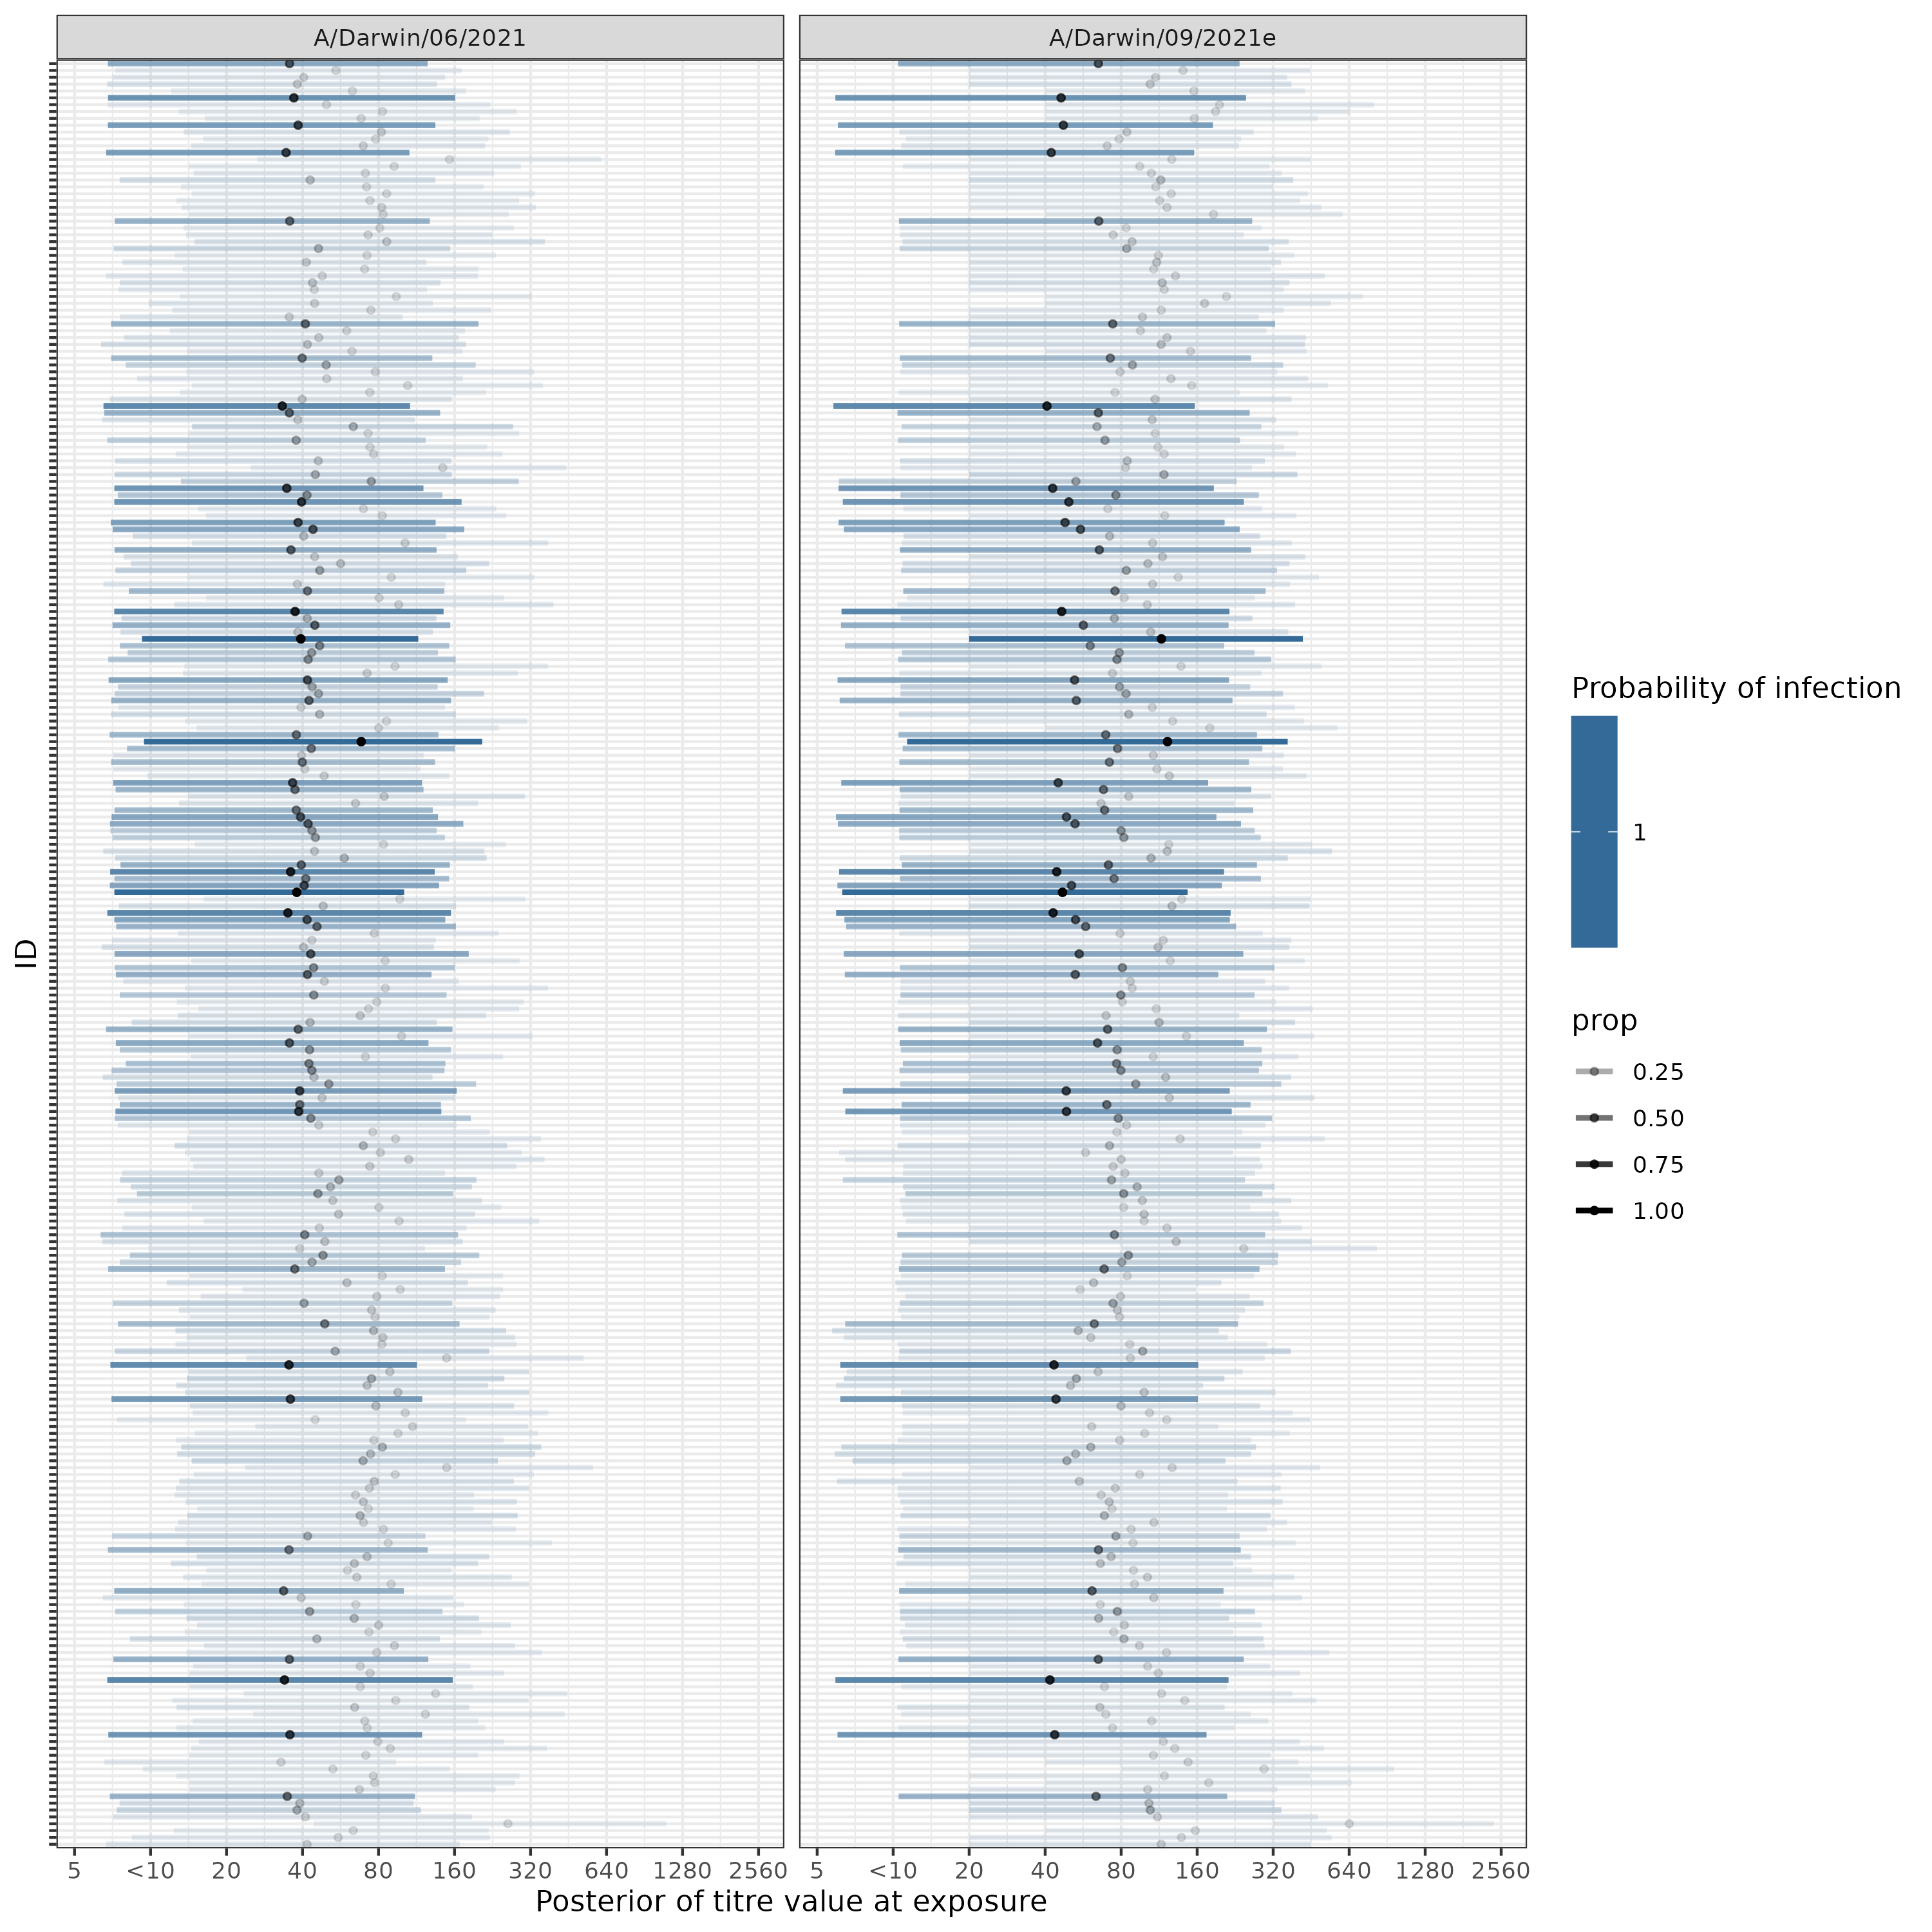 A/Darwin/06/2021
A/Darwin/09/2021e
ID
5 <10 20 40 80 160 320 640 1280 2560
5 <10 20 40 80 160 320 640 1280 2560
Posterior of titre value at exposure
Probability of infection
1
prop
0.25
0.50
0.75
1.00